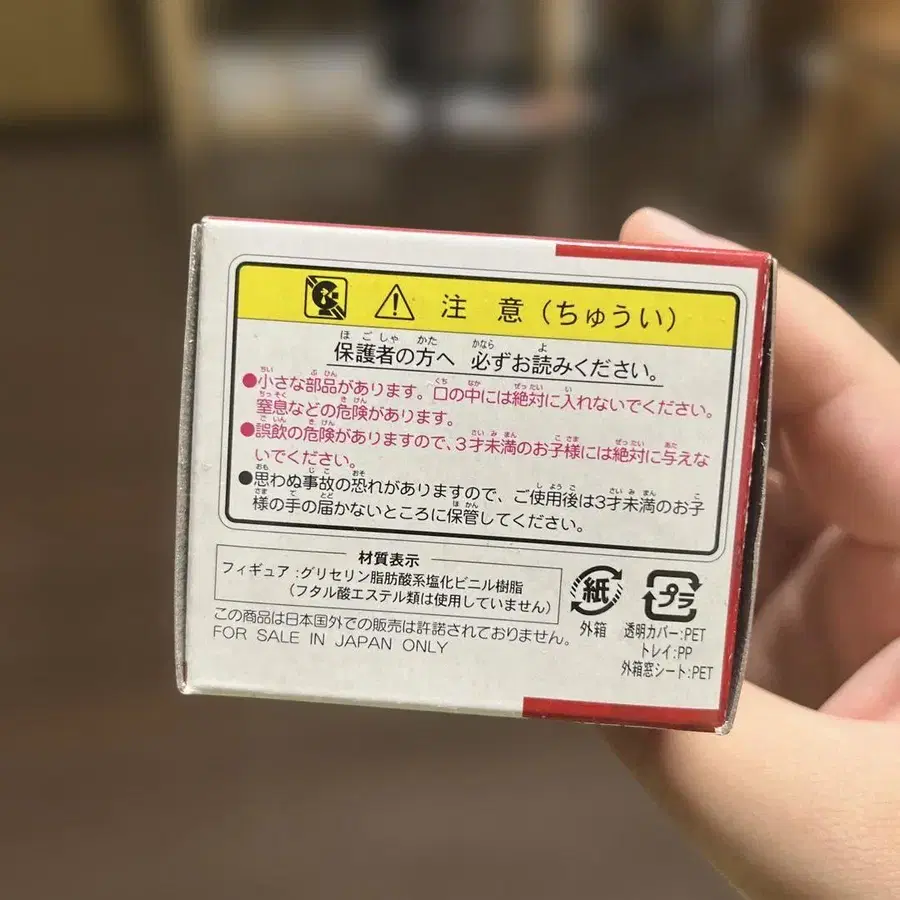 注意(ちゅうい)
保護者の方へ 必ずお読みください。
●小さな部品があります。口の中には絶対に入れないでください。
窒息などの危険があります。
●誤飲の危険がありますので、3才未満のお子様には絶対に与えな
いでください。
●思わぬ事故の恐れがありますので、ご使用後は3才未満のお子
様の手の届かないところに保管してください。
材質表示
フィギュア:グリセリン脂肪酸系塩化ビニル樹脂
(フタル酸エステル類は使用していません)
この商品は日本国外での販売は許諾されておりません。
FOR SALE IN JAPAN ONLY
紙
外箱
プラ
透明カバー:PET
トレイ:PP
外箱窓シート:PET